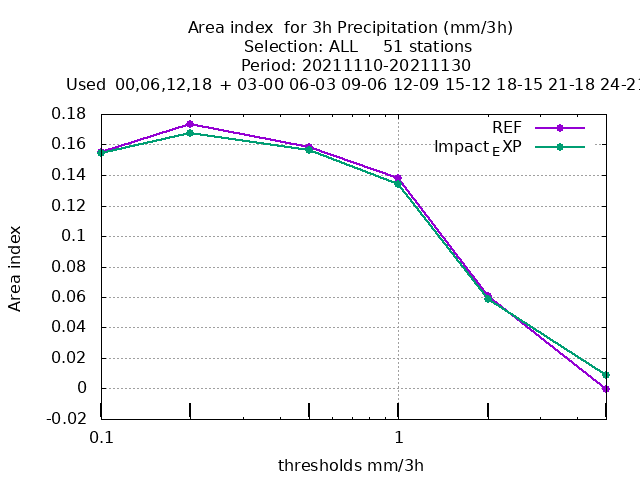 Area index  for 3h Precipitation (mm/3h)
Selection: ALL     51 stations
Period: 20211110-20211130
Used  00,06,12,18  + 03-00 06-03 09-06 12-09 15-12 18-15 21-18 24-21
REF
Impact_EXP
0.18
0.16
0.14
0.12
0.1
0.08
0.06
0.04
0.02
0
-0.02
Area index
0.1
1
thresholds mm/3h